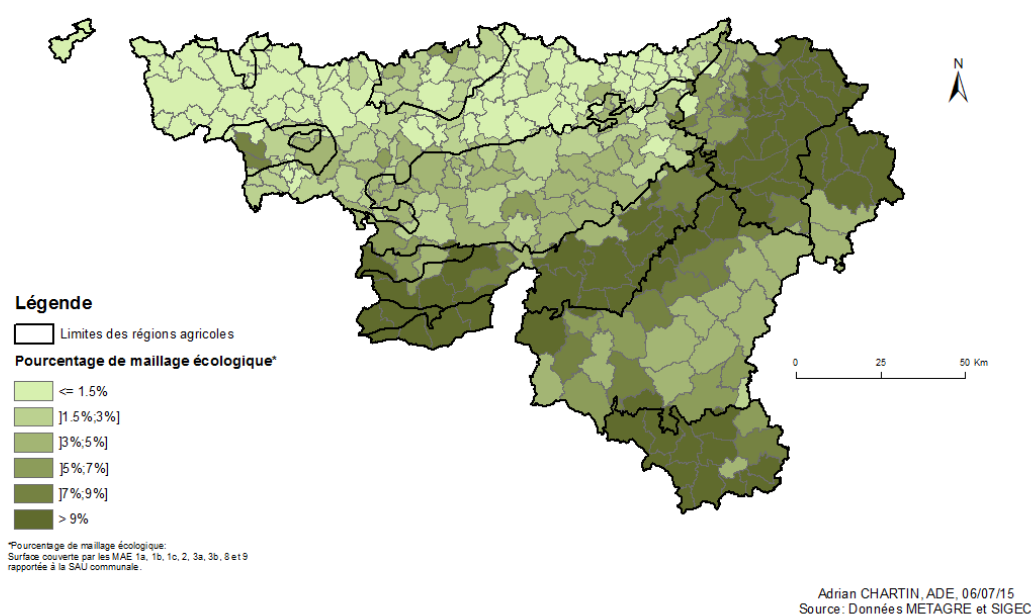 N
0 25 50 Km
Légende
Limites des régions agricoles
Pourcentage de maillage écologique*
<= 1.5%
]1.5%;3%]
]3%;5%]
]5%;7%]
]7%;9%]
> 9%
*Pourcentage de maillage écologique:
Surface couverte par les MAE 1a, 1b, 1c, 2, 3a, 3b, 8 et 9
rapportée à la SAU communale.
Adrian CHARTIN, ADE, 06/07/15
Source: Données METAGRE et SIGEC